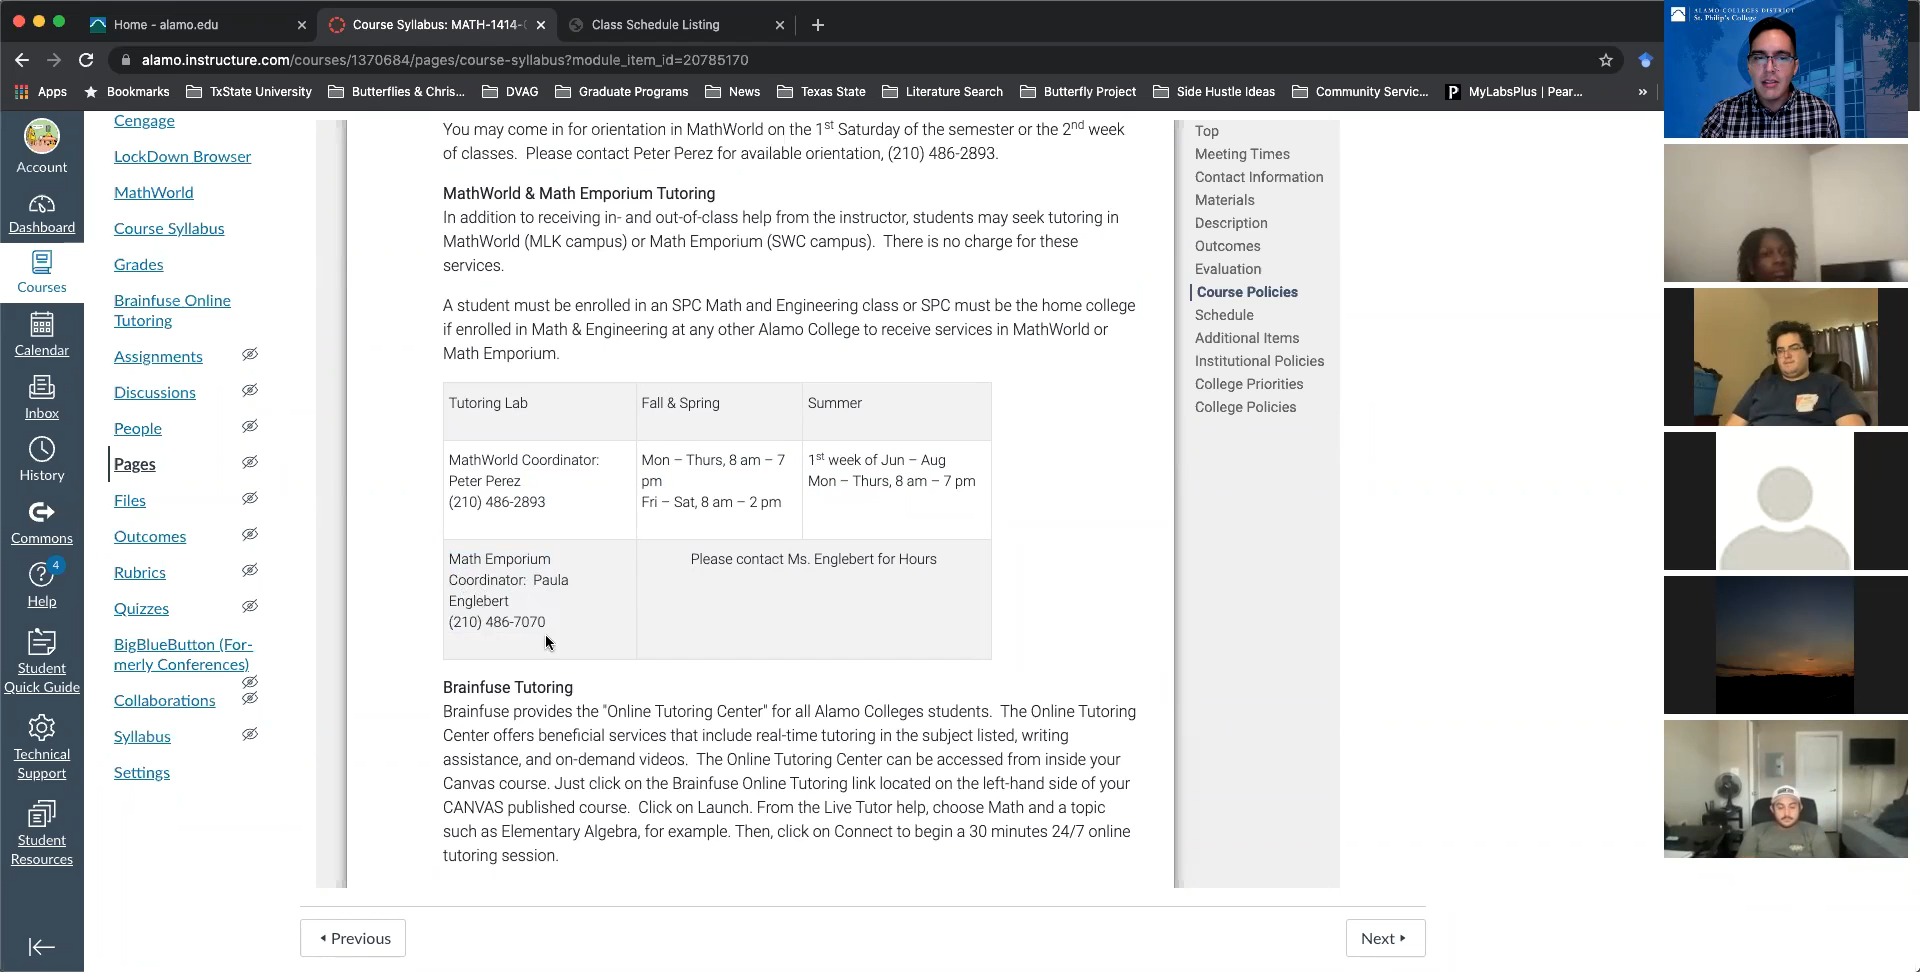 Home - alamo.edu
Course Syllabus: MATH-1414-
Class Schedule Listing
alamo.instructure.com/courses/1370684/pages/course-syllabus?module_item_id=20785170
Apps
Bookmarks
TxState University
Butterflies & Chris...
DVAG
Graduate Programs
News
Texas State
Literature Search
Butterfly Project
Side Hustle Ideas
Community Servic...
MyLabsPlus | Pear...
»
ALAMO COLLEGES DISTRICT
St. Philip's College
Account
Dashboard
Courses
Calendar
Inbox
History
Commons
4
Help
Student
Quick Guide
Technical
Support
Student
Resources
Cengage
LockDown Browser
MathWorld
Course Syllabus
Grades
Brainfuse Online
Tutoring
Assignments
Discussions
People
Pages
Files
Outcomes
Rubrics
Quizzes
BigBlueButton (For-
merly Conferences)
Collaborations
Syllabus
Settings
You may come in for orientation in MathWorld on the 1st Saturday of the semester or the 2nd week
of classes.  Please contact Peter Perez for available orientation, (210) 486-2893.
MathWorld & Math Emporium Tutoring
In addition to receiving in- and out-of-class help from the instructor, students may seek tutoring in
MathWorld (MLK campus) or Math Emporium (SWC campus).  There is no charge for these
services.
A student must be enrolled in an SPC Math and Engineering class or SPC must be the home college
if enrolled in Math & Engineering at any other Alamo College to receive services in MathWorld or
Math Emporium.
Tutoring Lab
Fall & Spring
Summer
MathWorld Coordinator:
Peter Perez
(210) 486-2893
Mon – Thurs, 8 am – 7
pm
Fri – Sat, 8 am – 2 pm
1st week of Jun – Aug
Mon – Thurs, 8 am – 7 pm
Math Emporium
Coordinator:  Paula
Englebert
(210) 486-7070
Please contact Ms. Englebert for Hours
Brainfuse Tutoring
Brainfuse provides the "Online Tutoring Center" for all Alamo Colleges students.  The Online Tutoring
Center offers beneficial services that include real-time tutoring in the subject listed, writing
assistance, and on-demand videos.  The Online Tutoring Center can be accessed from inside your
Canvas course. Just click on the Brainfuse Online Tutoring link located on the left-hand side of your
CANVAS published course.  Click on Launch. From the Live Tutor help, choose Math and a topic
such as Elementary Algebra, for example. Then, click on Connect to begin a 30 minutes 24/7 online
tutoring session.
Top
Meeting Times
Contact Information
Materials
Description
Outcomes
Evaluation
Course Policies
Schedule
Additional Items
Institutional Policies
College Priorities
College Policies
Previous
Next